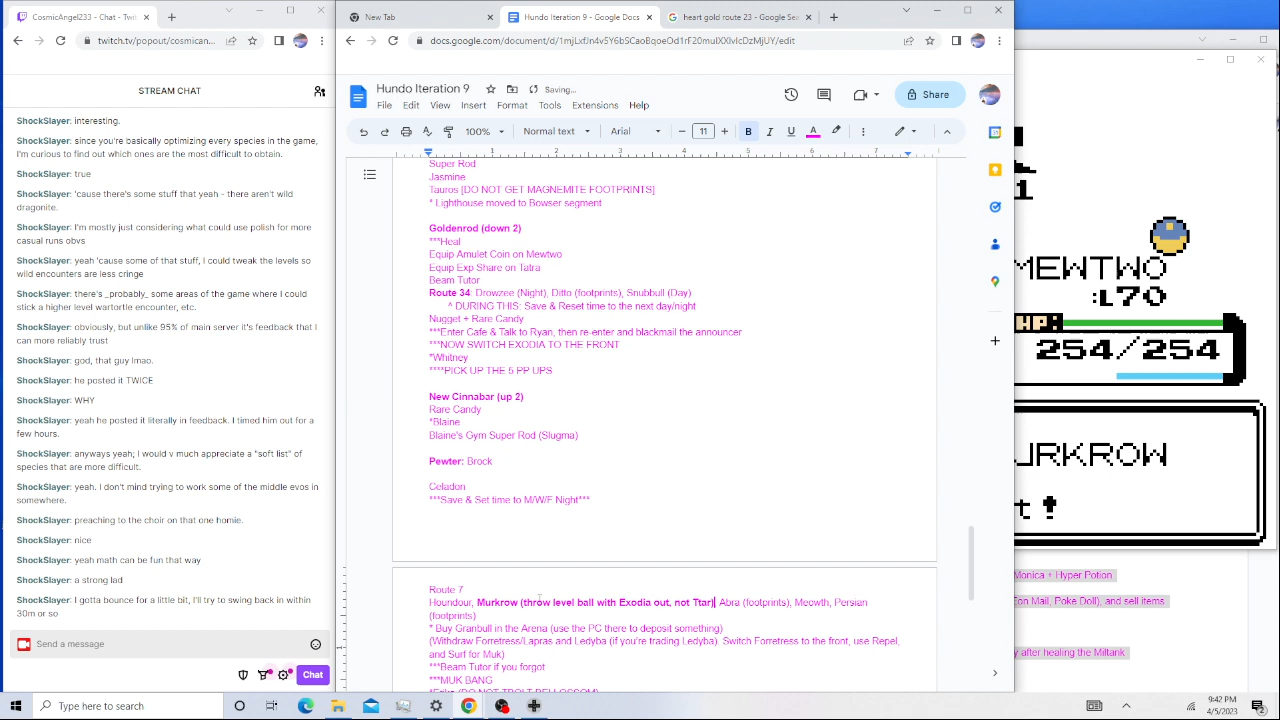 CosmicAngel233 - Chat - Twit
twitch.tv/popout/cosmican...
STREAM CHAT
ShockSlayer: interesting.
ShockSlayer: since you're basically optimizing every species in the game,
I'm curious to find out which ones are the most difficult to obtain.
ShockSlayer: true
ShockSlayer: 'cause there's some stuff that yeah - there aren't wild
dragonite.
ShockSlayer: I'm mostly just considering what could use polish for more
casual runs obvs
ShockSlayer: yeah 'cause some of that stuff, I could tweak the levels so
wild encounters are less cringe
ShockSlayer: there's _probably_ some areas of the game where I could
stick a higher level wartortle encounter, etc.
ShockSlayer: obviously, but unlike 95% of main server it's feedback that I
can more reliably trust
ShockSlayer: god, that guy lmao.
ShockSlayer: he posted it TWICE
ShockSlayer: WHY
ShockSlayer: yeah he posted it literally in feedback. I timed him out for a
few hours.
ShockSlayer: anyways yeah; I would v much appreciate a "soft list" of
species that are more difficult.
ShockSlayer: yeah. I don't mind trying to work some of the middle evos in
somewhere.
ShockSlayer: preaching to the choir on that one homie.
ShockSlayer: nice
ShockSlayer: yeah math can be fun that way
ShockSlayer: a strong lad
ShockSlayer: I gotta bounce for a little bit, I'll try to swing back in within
30m or so
Send a message
Chat
New Tab
Hundo Iteration 9 - Google Docs
heart gold route 23 - Google Sea
Hundo Iteration 9
Saving...
File Edit View Insert Format Tools Extensions Help
Share
100% Normal text Arial 11 B I U A
1 2 3 4 5 6 7
Super Rod
Jasmine
Tauros [DO NOT GET MAGNEMITE FOOTPRINTS]
* Lighthouse moved to Bowser segment
Goldenrod (down 2)
***Heal
Equip Amulet Coin on Mewtwo
Equip Exp Share on Tatra
Beam Tutor
Route 34: Drowzee (Night), Ditto (footprints), Snubbull (Day)
^ DURING THIS: Save & Reset time to the next day/night
Nugget + Rare Candy
***Enter Cafe & Talk to Ryan, then re-enter and blackmail the announcer
***NOW SWITCH EXODIA TO THE FRONT
*Whitney
****PICK UP THE 5 PP UPS
New Cinnabar (up 2)
Rare Candy
*Blaine
Blaine's Gym Super Rod (Slugma)
Pewter: Brock
Celadon
***Save & Set time to M/W/F Night***
Route 7
Houndour, Murkrow (throw level ball with Exodia out, not Ttar) Abra (footprints), Meowth, Persian
(footprints)
* Buy Granbull in the Arena (use the PC there to deposit something)
(Withdraw Forretress/Lapras and Ledyba (if you're trading Ledyba). Switch Forretress to the front, use Repel,
and Surf for Muk)
***Beam Tutor if you forgot
***MUK BANG
MEWTWO
:L70
HP:
254/254
URKROW
t!
Monica + Hyper Potion
Eon Mail, Poke Doll), and sell items
y after healing the Miltank
Type here to search
9:42 PM
4/5/2023